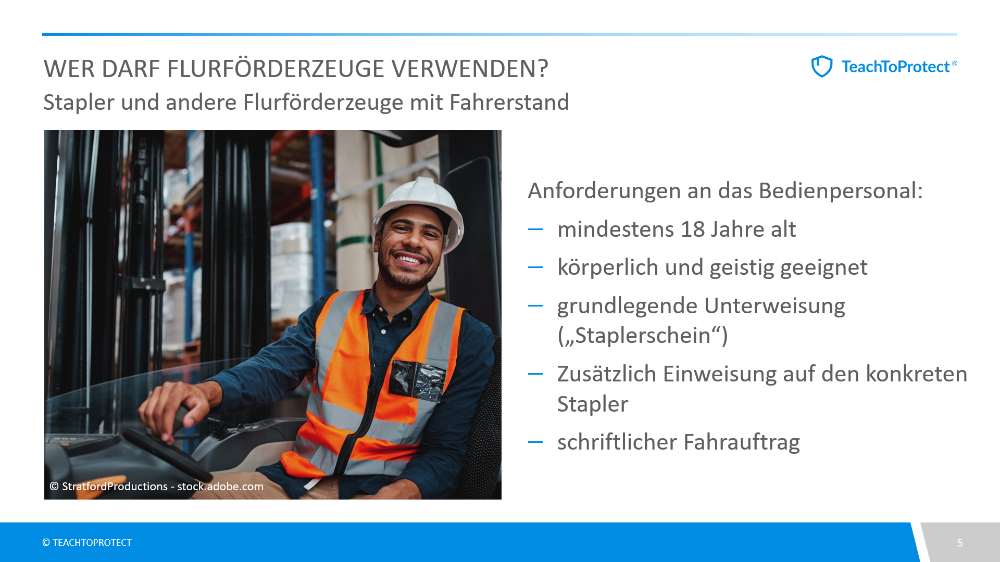 WER DARF FLURFÖRDERZEUGE VERWENDEN?
TeachToProtect®
Stapler und andere Flurförderzeuge mit Fahrerstand
Anforderungen an das Bedienpersonal:
– mindestens 18 Jahre alt
– körperlich und geistig geeignet
– grundlegende Unterweisung
(„Staplerschein“)
– Zusätzlich Einweisung auf den konkreten
Stapler
– schriftlicher Fahrauftrag
© StratfordProductions - stock.adobe.com
© TEACHTOPROTECT
5